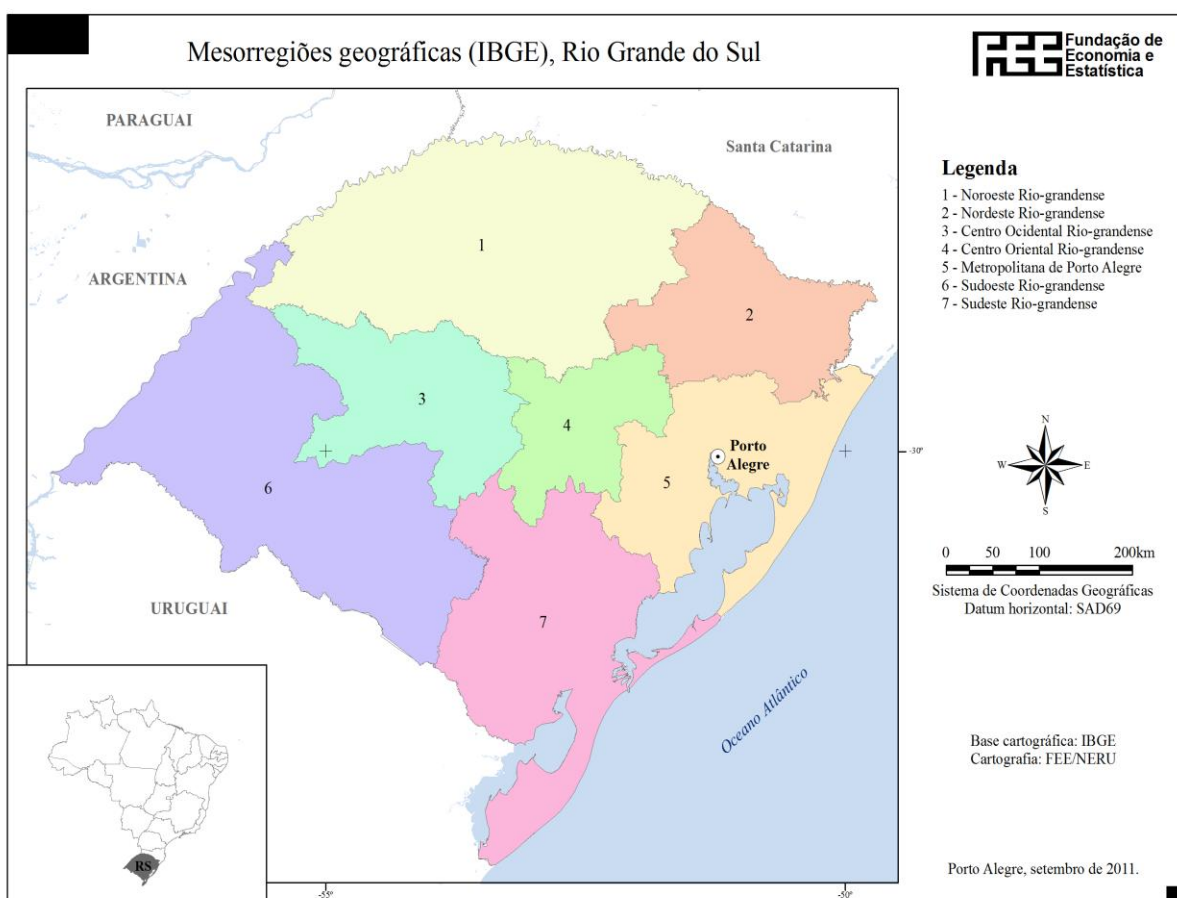 Mesorregiões geográficas (IBGE), Rio Grande do Sul
FEE
Fundação de
Economia e
Estatística
PARAGUAI
Santa Catarina
ARGENTINA
URUGUAI
Oceano Atlântico
1
2
3
4
5
6
7
Porto
Alegre
-30°
-55°
-50°
RS
Legenda
1 - Noroeste Rio-grandense
2 - Nordeste Rio-grandense
3 - Centro Ocidental Rio-grandense
4 - Centro Oriental Rio-grandense
5 - Metropolitana de Porto Alegre
6 - Sudoeste Rio-grandense
7 - Sudeste Rio-grandense
N
W E
S
0 50 100 200km
Sistema de Coordenadas Geográficas
Datum horizontal: SAD69
Base cartográfica: IBGE
Cartografia: FEE/NERU
Porto Alegre, setembro de 2011.